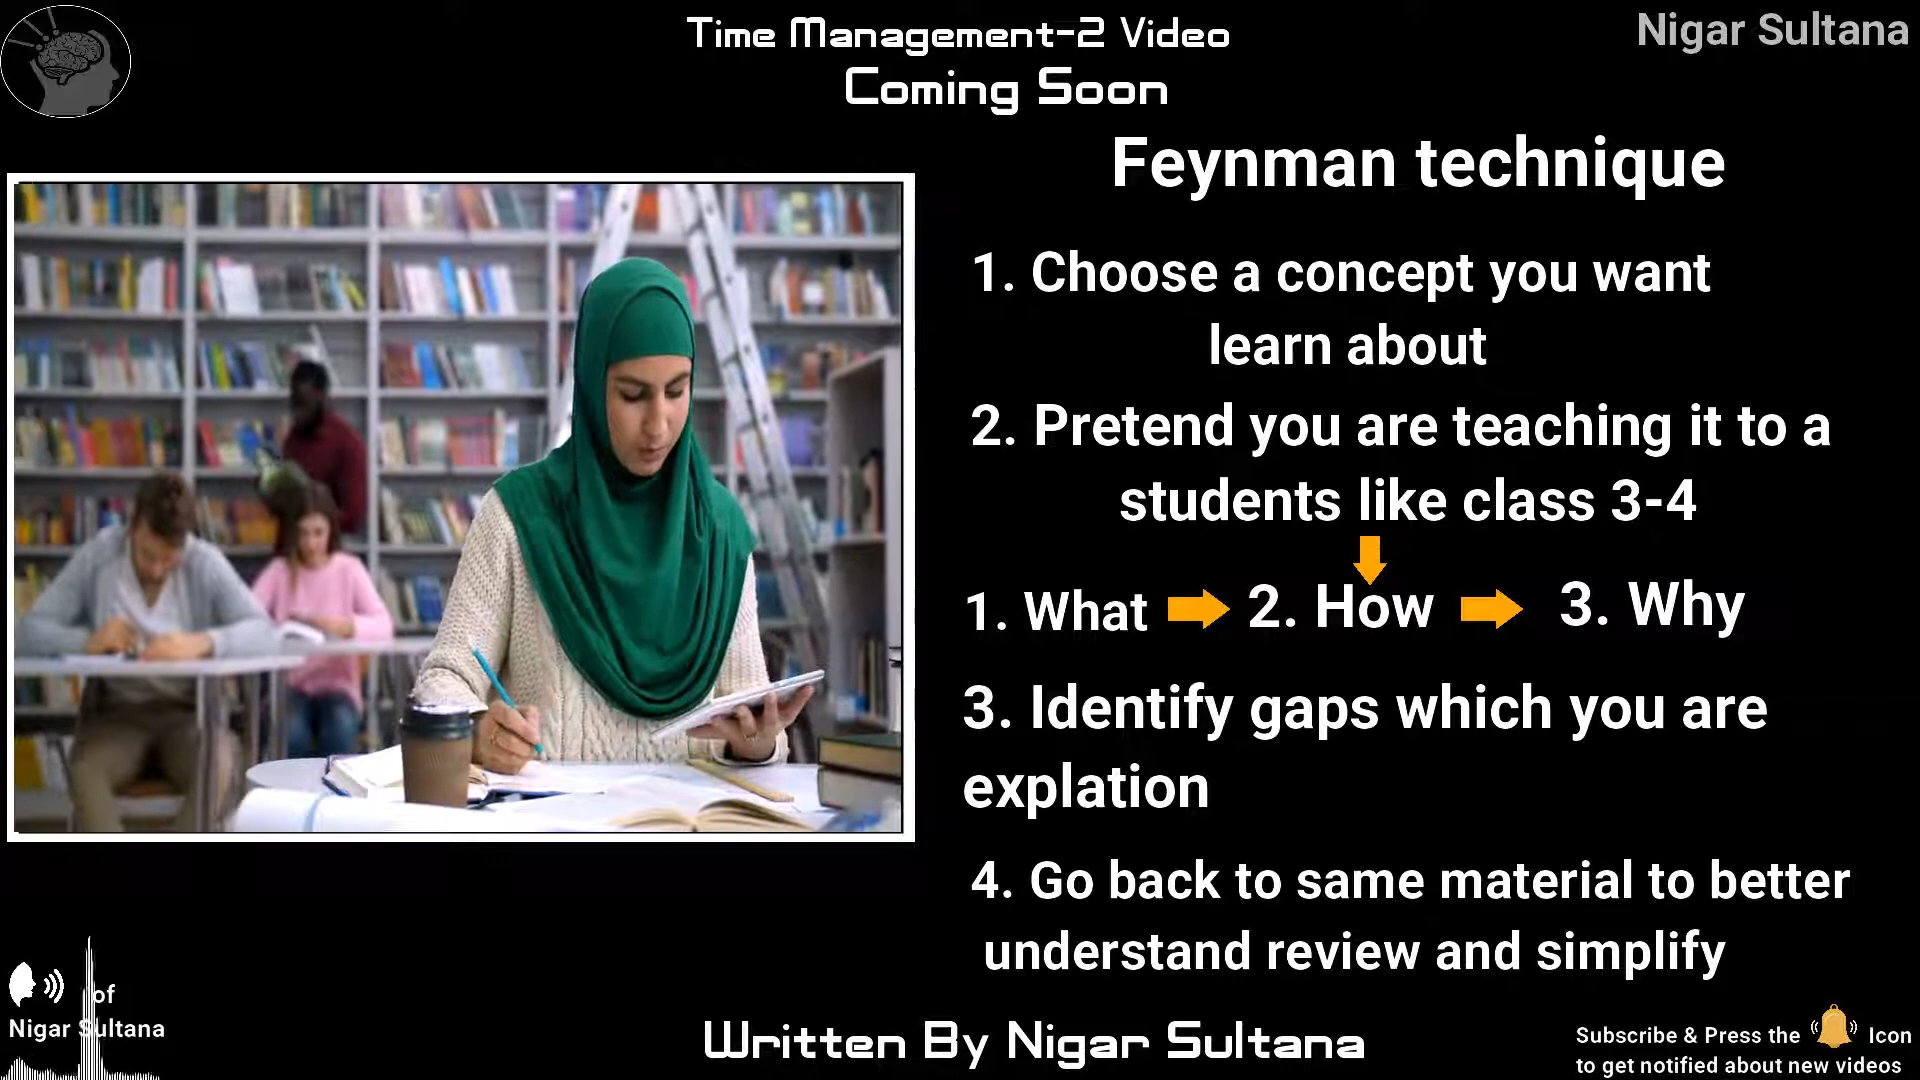 Time Management-2 Video
Coming Soon
Nigar Sultana
Feynman technique
1. Choose a concept you want
learn about
2. Pretend you are teaching it to a
students like class 3-4
1. What 2. How 3. Why
3. Identify gaps which you are
explation
4. Go back to same material to better
understand review and simplify
of
Nigar Sultana
Written By Nigar Sultana
Subscribe & Press the Icon
to get notified about new videos